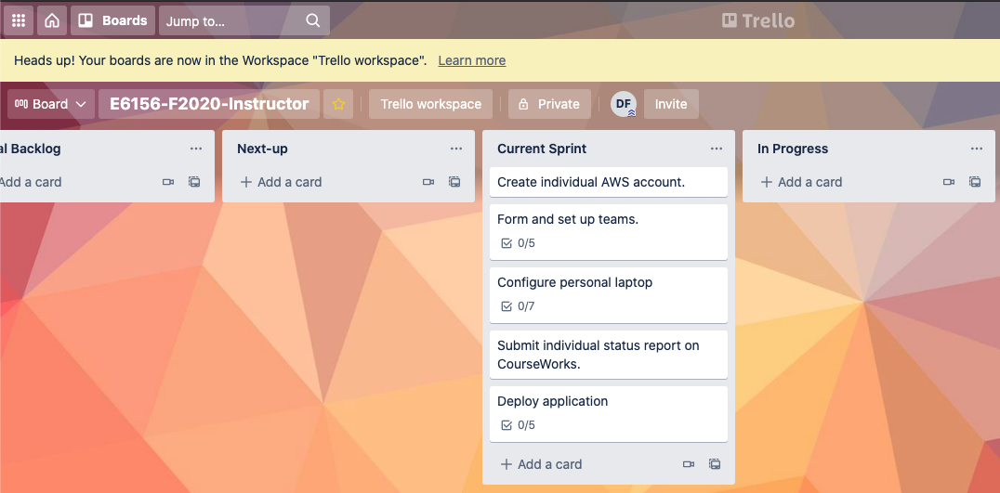 Boards
Jump to...
Trello
Heads up! Your boards are now in the Workspace "Trello workspace". Learn more
Board
E6156-F2020-Instructor
Trello workspace
Private
DF
Invite
al Backlog
Add a card
Next-up
Add a card
Current Sprint
Create individual AWS account.
Form and set up teams.
0/5
Configure personal laptop
0/7
Submit individual status report on
CourseWorks.
Deploy application
0/5
Add a card
In Progress
Add a card